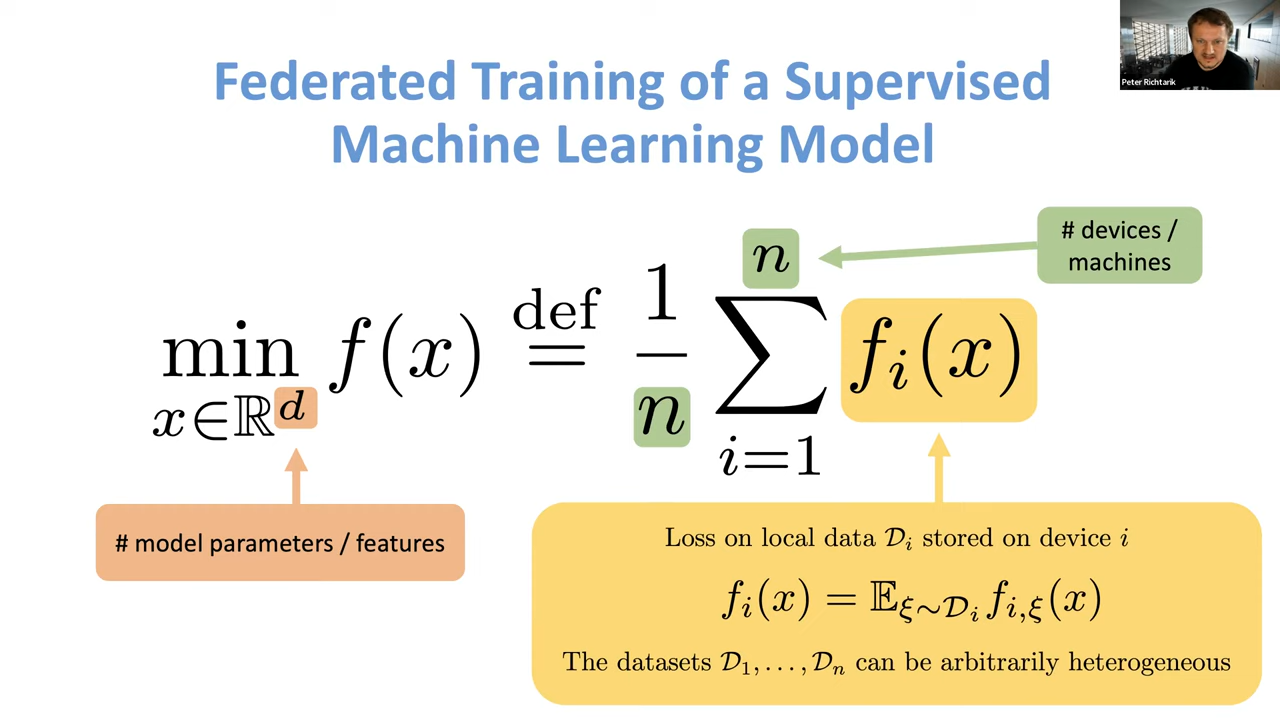 Peter Richtarik
Federated Training of a Supervised
Machine Learning Model
# devices /
machines
min x∈ℝᵈ f(x) def= 1/n ∑ i=1 n fᵢ(x)
# model parameters / features
Loss on local data 𝒟ᵢ stored on device i
fᵢ(x) = 𝔼 ξ∼𝒟ᵢ fᵢ,ξ(x)
The datasets 𝒟₁, . . . , 𝒟ₙ can be arbitrarily heterogeneous